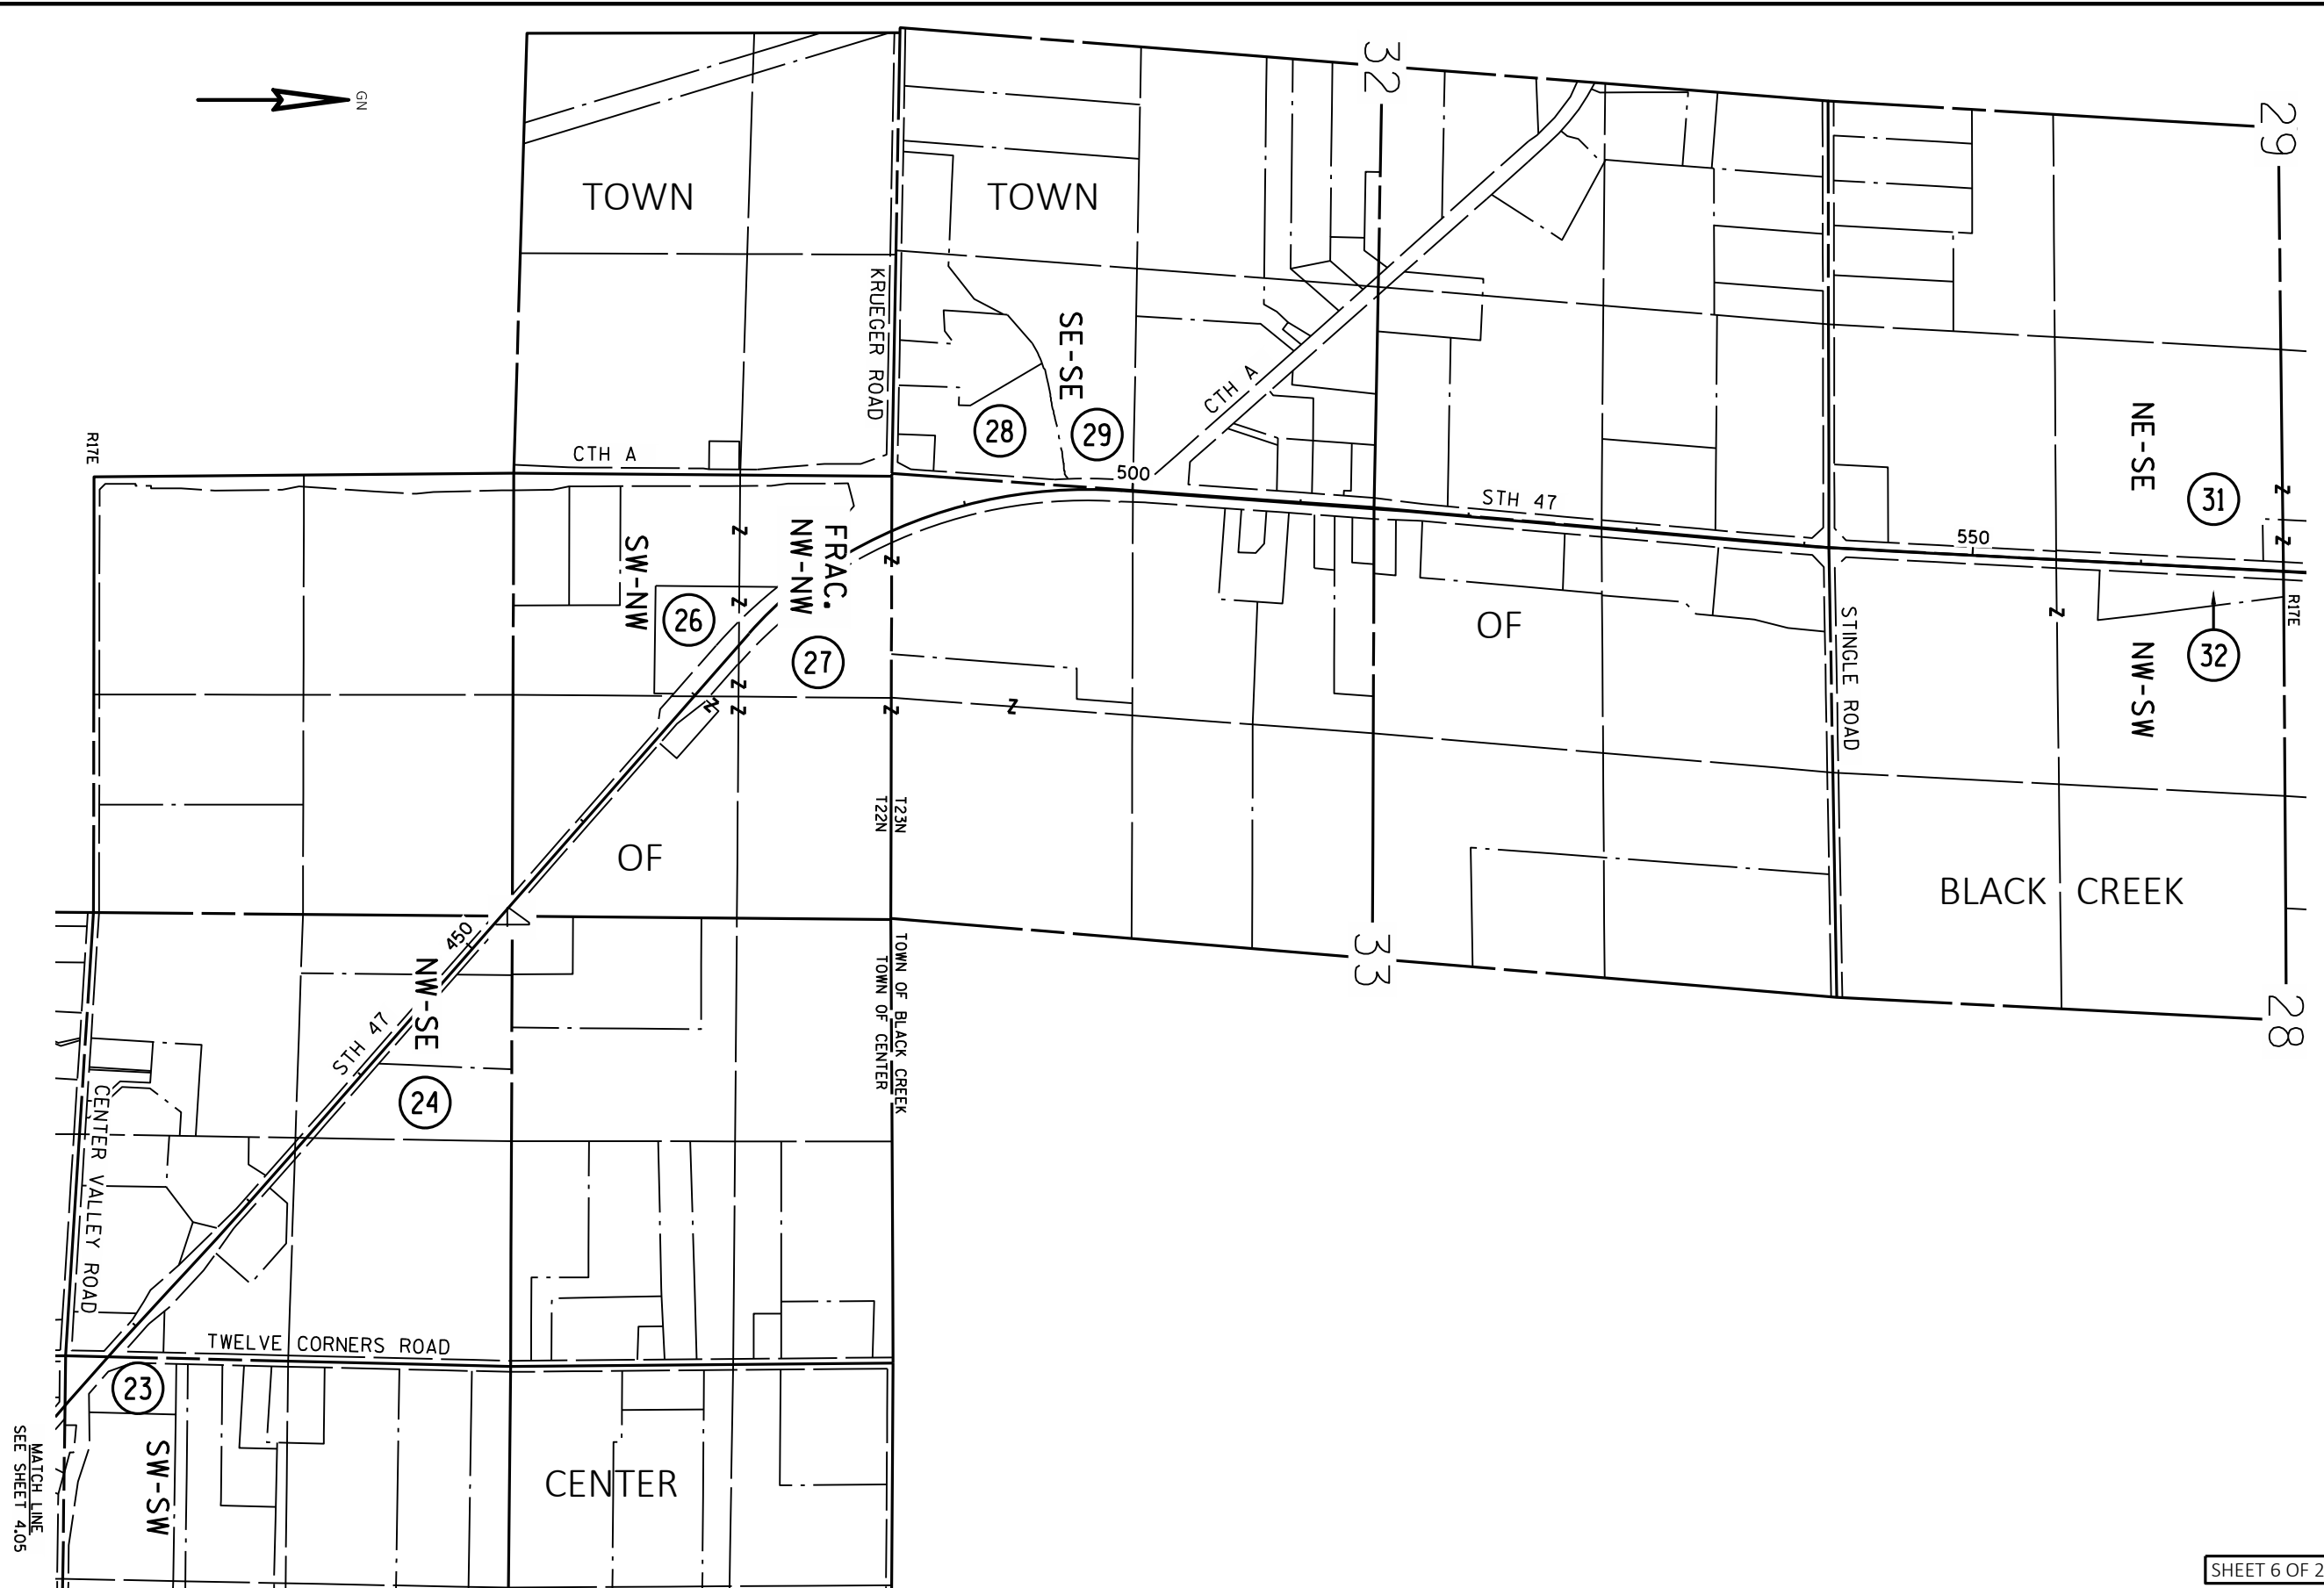 GN
32
29
TOWN
TOWN
KRUEGER ROAD
SE-SE
28
29
CTH A
CTH A
R17E
500
STH 47
NE-SE
31
550
R17E
FRAC.
NW-NW
SW-NW
26
27
OF
STINGLE ROAD
NW-SW
32
T23N
T22N
OF
BLACK CREEK
450
NW-SE
TOWN OF BLACK CREEK
TOWN OF CENTER
33
28
STH 47
24
CENTER VALLEY ROAD
TWELVE CORNERS ROAD
23
SW-SW
CENTER
MATCH LINE
SEE SHEET 4.05
SHEET 6 OF 2